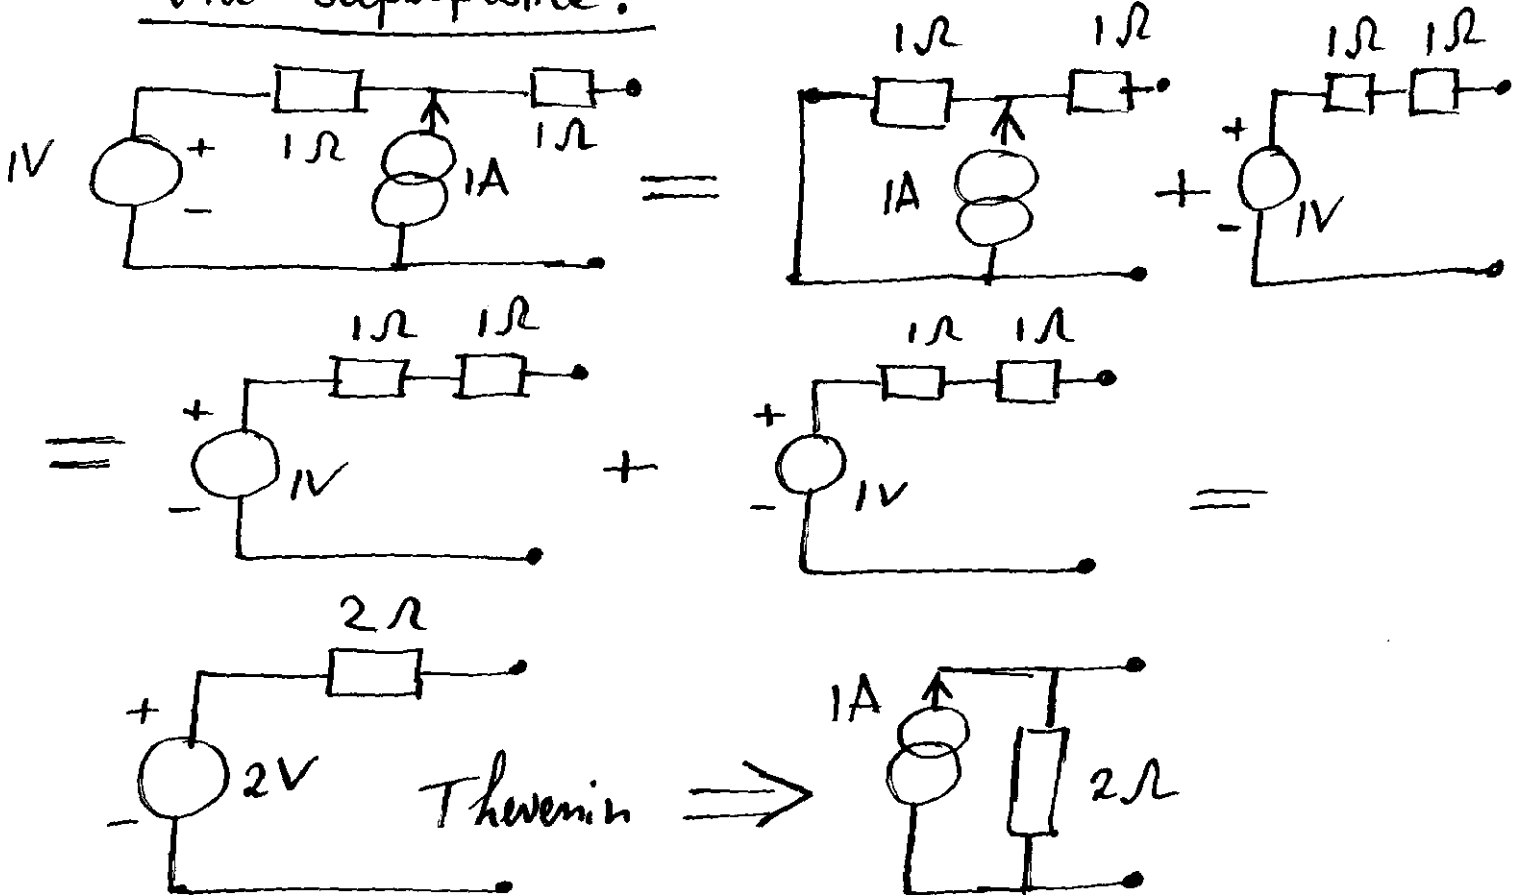 1Ω 1Ω 1Ω 1Ω
1V + - 1Ω 1A 1Ω = 1A + + - 1V
1Ω 1Ω 1Ω 1Ω
= + - 1V + + - 1V =
2Ω
+ - 2V Thevenin ⇒ 1A 2Ω